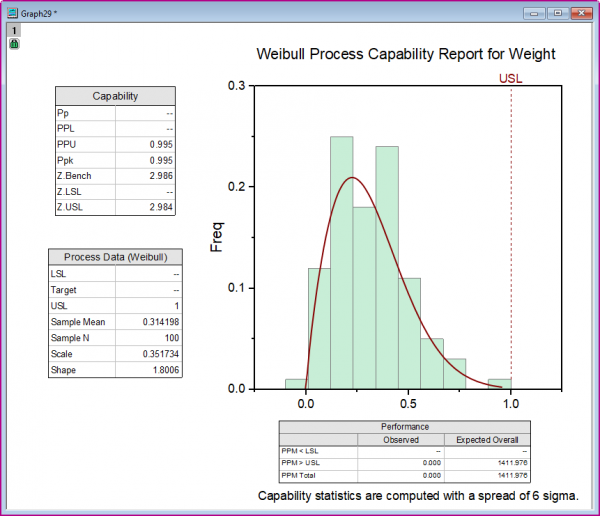 Graph29 *
1
Weibull Process Capability Report for Weight
USL
Capability
Pp --
PPL --
PPU 0.995
Ppk 0.995
Z.Bench 2.986
Z.LSL --
Z.USL 2.984
Process Data (Weibull)
LSL --
Target --
USL 1
Sample Mean 0.314198
Sample N 100
Scale 0.351734
Shape 1.8006
Freq
0.3
0.2
0.1
0.0
0.0 0.5 1.0
Performance
Observed Expected Overall
PPM < LSL -- --
PPM > USL 0.000 1411.976
PPM Total 0.000 1411.976
Capability statistics are computed with a spread of 6 sigma.